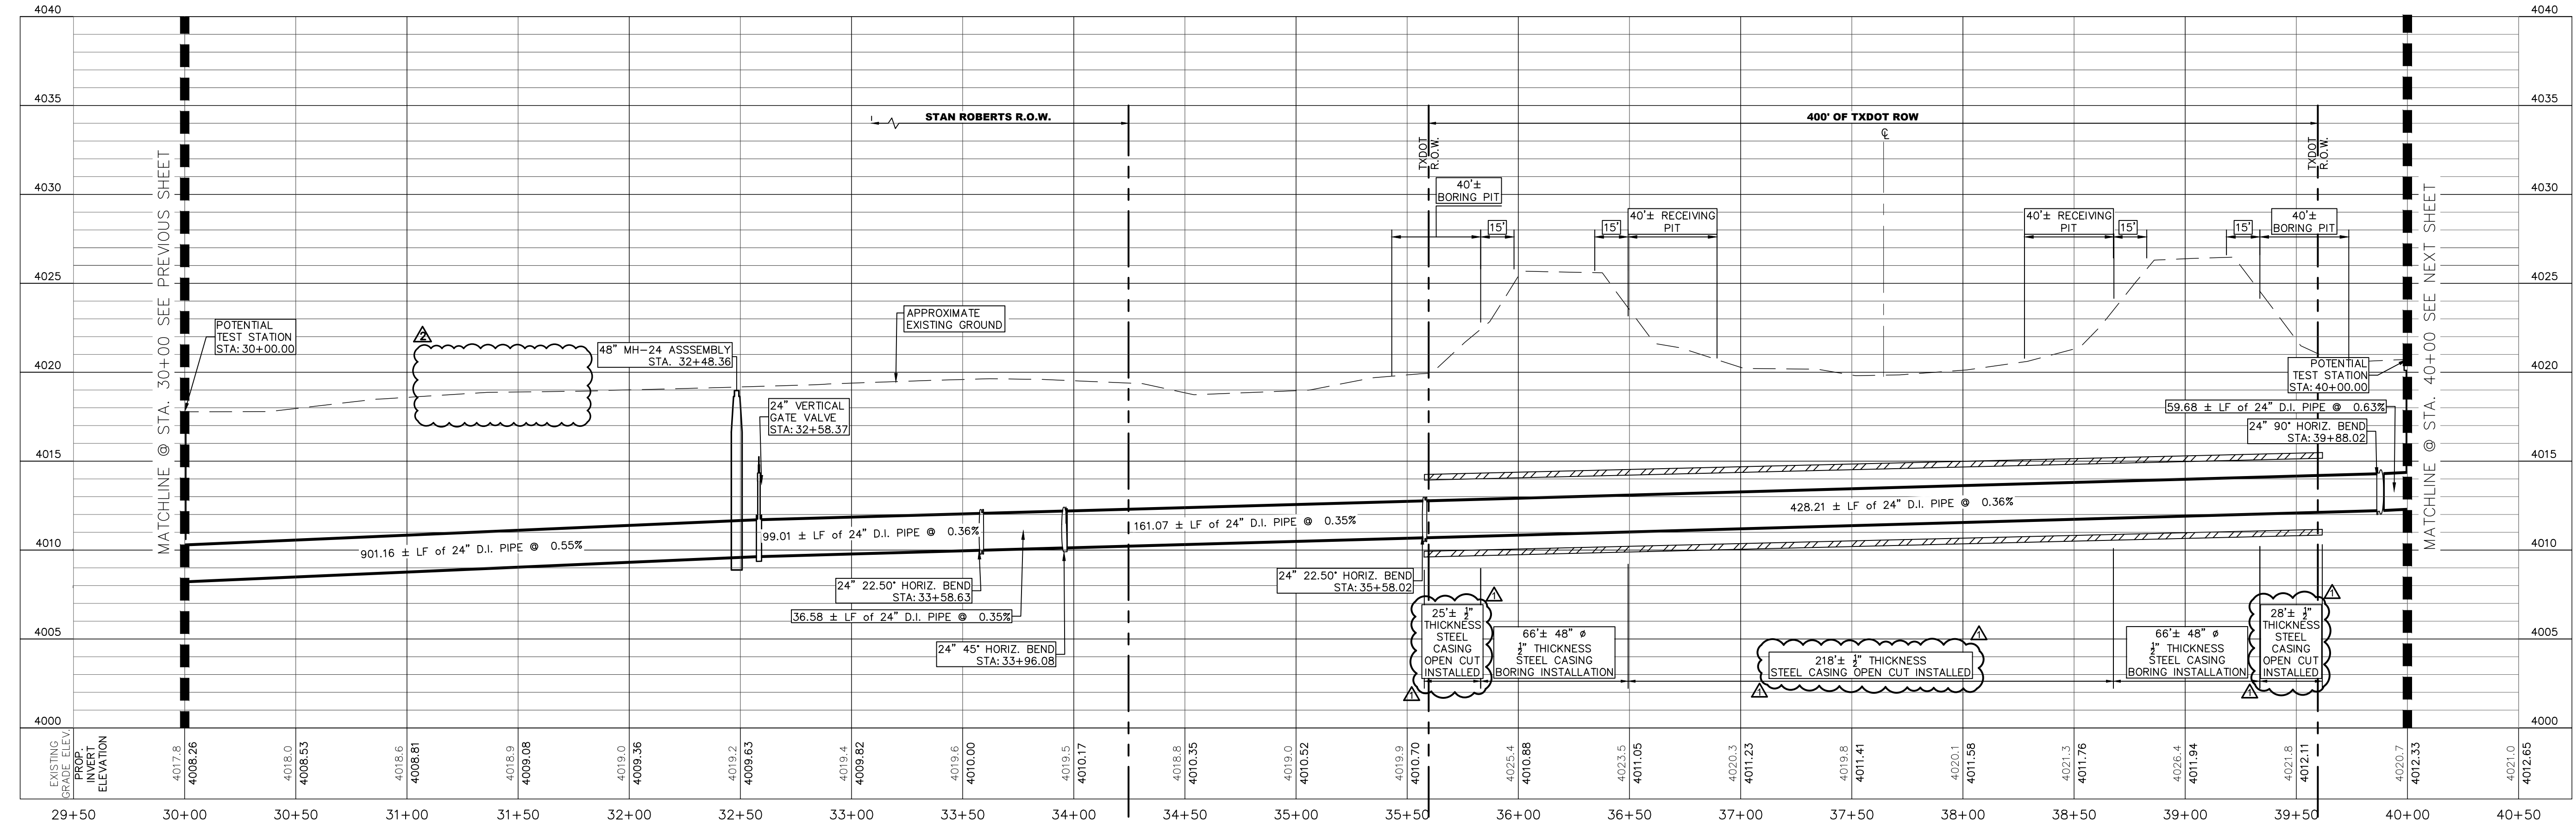 4040
4040
4035
4035
4030
4030
4025
4025
4020
4020
4015
4015
4010
4010
4005
4005
4000
4000
MATCHLINE @ STA. 30+00 SEE PREVIOUS SHEET
STAN ROBERTS R.O.W.
400' OF TXDOT ROW
℄
TXDOT
R.O.W.
TXDOT
R.O.W.
40'±
BORING PIT
15'
15'
40'± RECEIVING
PIT
40'± RECEIVING
PIT
15'
15'
40'±
BORING PIT
MATCHLINE @ STA. 40+00 SEE NEXT SHEET
POTENTIAL
TEST STATION
STA: 30+00.00
2
48" MH-24 ASSSEMBLY
STA. 32+48.36
APPROXIMATE
EXISTING GROUND
24" VERTICAL
GATE VALVE
STA: 32+58.37
POTENTIAL
TEST STATION
STA: 40+00.00
59.68 ± LF of 24" D.I. PIPE @ 0.63%
24" 90° HORIZ. BEND
STA: 39+88.02
901.16 ± LF of 24" D.I. PIPE @ 0.55%
99.01 ± LF of 24" D.I. PIPE @ 0.36%
161.07 ± LF of 24" D.I. PIPE @ 0.35%
428.21 ± LF of 24" D.I. PIPE @ 0.36%
24" 22.50° HORIZ. BEND
STA: 33+58.63
36.58 ± LF of 24" D.I. PIPE @ 0.35%
24" 45° HORIZ. BEND
STA: 33+96.08
24" 22.50° HORIZ. BEND
STA: 35+58.02
1
25'± ½"
THICKNESS
STEEL
CASING
OPEN CUT
INSTALLED
1
66'± 48" ø
½" THICKNESS
STEEL CASING
BORING INSTALLATION
1
218'± ½" THICKNESS
STEEL CASING OPEN CUT INSTALLED
1
66'± 48" ø
½" THICKNESS
STEEL CASING
BORING INSTALLATION
1
28'± ½"
THICKNESS
STEEL
CASING
OPEN CUT
INSTALLED
1
EXISTING
GRADE ELEV.
PROP.
INVERT
ELEVATION
4017.8
4008.26
4018.0
4008.53
4018.6
4008.81
4018.9
4009.08
4019.0
4009.36
4019.2
4009.63
4019.4
4009.82
4019.6
4010.00
4019.5
4010.17
4018.8
4010.35
4019.0
4010.52
4019.9
4010.70
4025.4
4010.88
4023.5
4011.05
4020.3
4011.23
4019.8
4011.41
4020.1
4011.58
4021.3
4011.76
4026.4
4011.94
4021.8
4012.11
4020.7
4012.33
4021.0
4012.65
29+50
30+00
30+50
31+00
31+50
32+00
32+50
33+00
33+50
34+00
34+50
35+00
35+50
36+00
36+50
37+00
37+50
38+00
38+50
39+00
39+50
40+00
40+50